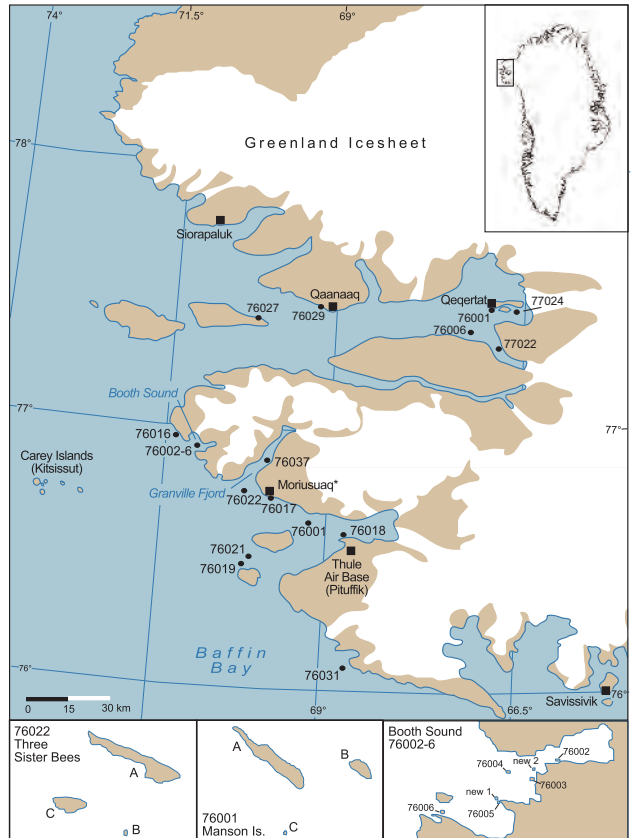 74°
71.5°
69°
Greenland Icesheet
78°
Siorapaluk
Qaanaaq
76029
76027
Qeqertat
76001
77024
76006
77022
Booth Sound
77°
77°
76016
76002-6
Carey Islands
(Kitsissut)
76037
Granville Fjord
Moriusuaq*
76022
76017
76001
76018
76021
76019
Thule
Air Base
(Pituffik)
Baffin
Bay
76°
76031
76°
Savissivik
0 15 30 km
69°
66.5°
76022
Three
Sister Bees
A
C
B
A
B
76001
Manson Is.
C
Booth Sound
76002-6
76002
new 2
76004
76003
new 1
76006
76005